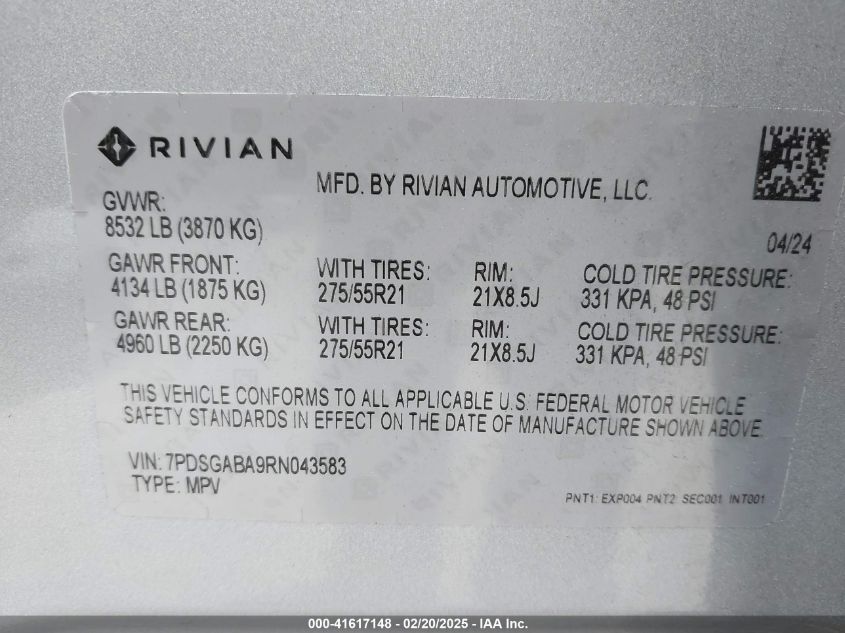 RIVIAN
MFD. BY RIVIAN AUTOMOTIVE, LLC.
GVWR:
8532 LB (3870 KG)
04/24
GAWR FRONT: WITH TIRES: RIM: COLD TIRE PRESSURE:
4134 LB (1875 KG) 275/55R21 21X8.5J 331 KPA, 48 PSI
GAWR REAR: WITH TIRES: RIM: COLD TIRE PRESSURE:
4960 LB (2250 KG) 275/55R21 21X8.5J 331 KPA, 48 PSI
THIS VEHICLE CONFORMS TO ALL APPLICABLE U.S. FEDERAL MOTOR VEHICLE
SAFETY STANDARDS IN EFFECT ON THE DATE OF MANUFACTURE SHOWN ABOVE.
VIN: 7PDSGABA9RN043583
TYPE: MPV
PNT1: EXP004 PNT2: SEC001 INT001
000-41617148 - 02/20/2025 - IAA Inc.